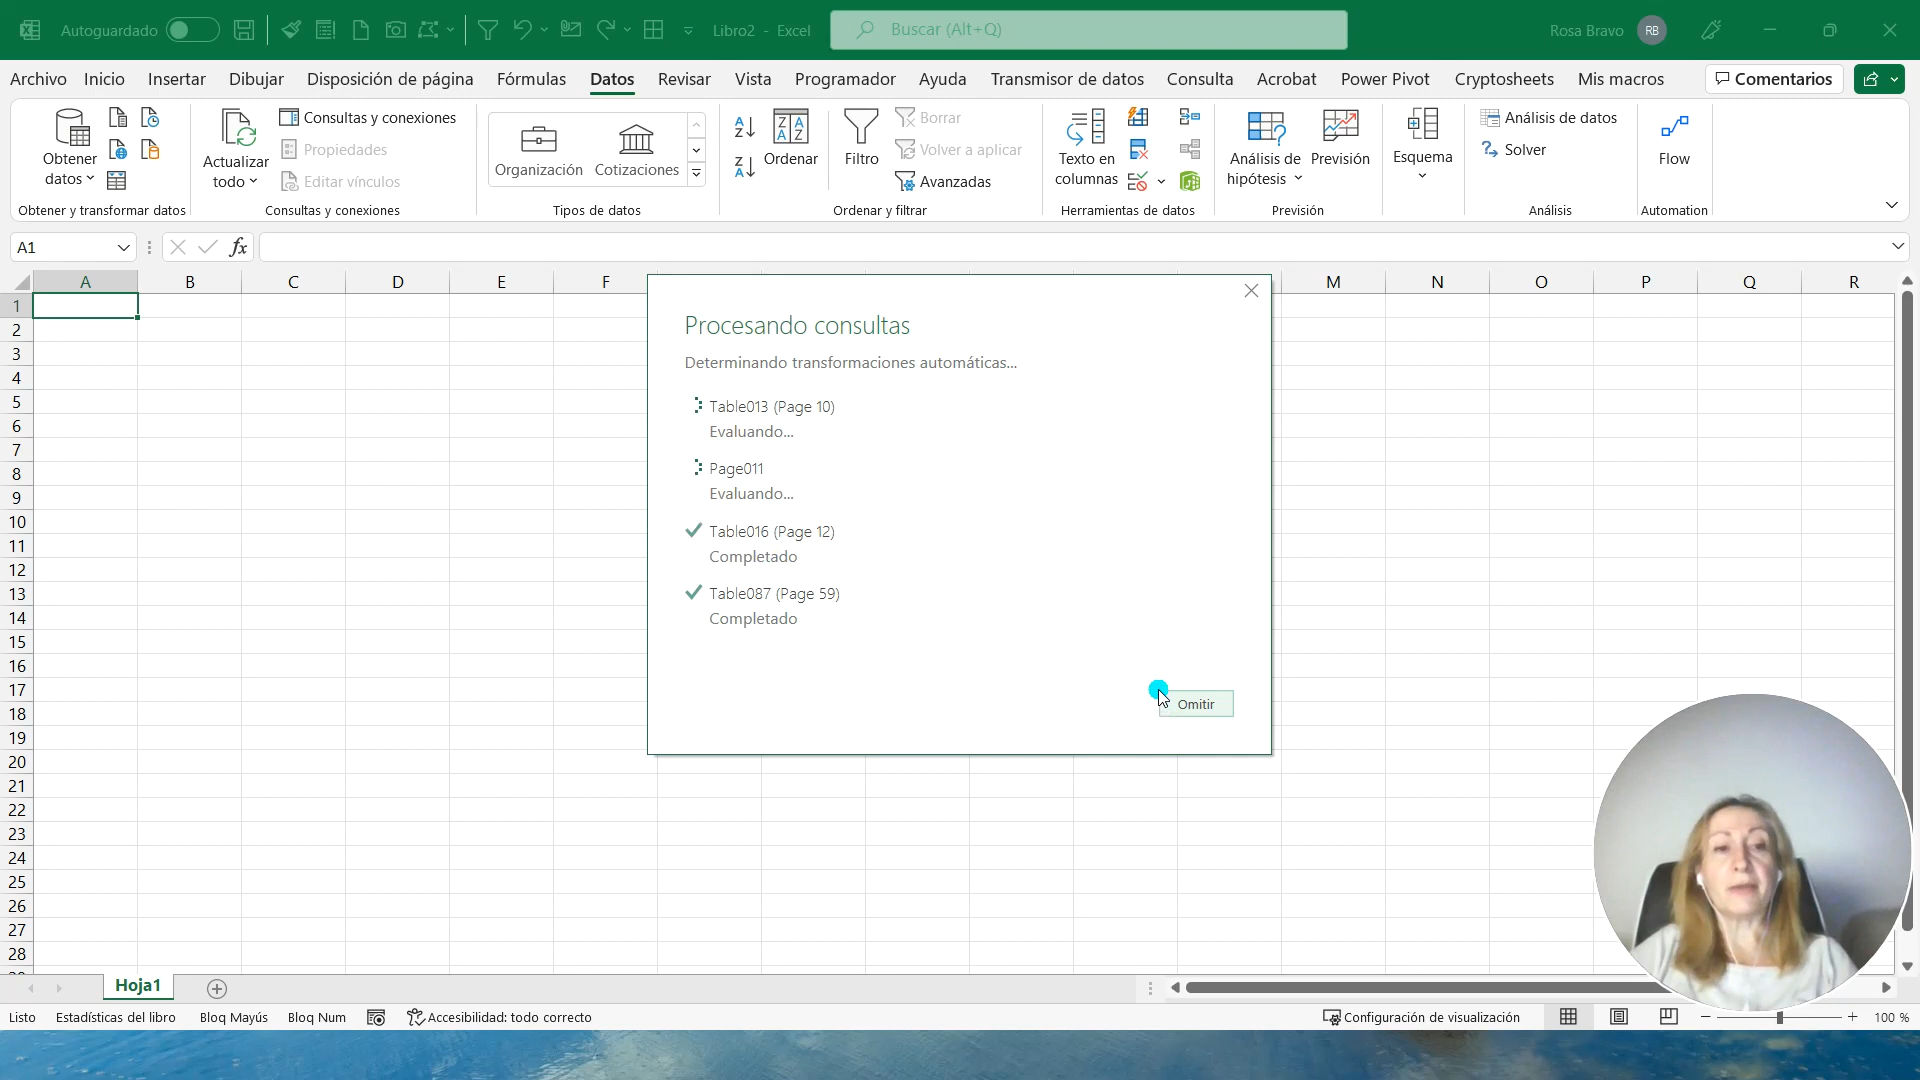 Autoguardado
Libro2 - Excel
Buscar (Alt+Q)
Rosa Bravo
RB
Archivo Inicio Insertar Dibujar Disposición de página Fórmulas Datos Revisar Vista Programador Ayuda Transmisor de datos Consulta Acrobat Power Pivot Cryptosheets Mis macros Comentarios
Obtener datos
Obtener y transformar datos
Actualizar todo
Consultas y conexiones
Propiedades
Editar vínculos
Consultas y conexiones
Organización
Cotizaciones
Tipos de datos
Ordenar
Filtro
Borrar
Volver a aplicar
Avanzadas
Ordenar y filtrar
Texto en columnas
Herramientas de datos
Análisis de hipótesis
Previsión
Previsión
Esquema
Análisis de datos
Solver
Análisis
Flow
Automation
A1
fx
A B C D E F M N O P Q R
1
2
3
4
5
6
7
8
9
10
11
12
13
14
15
16
17
18
19
20
21
22
23
24
25
26
27
28
Procesando consultas
Determinando transformaciones automáticas...
Table013 (Page 10)
Evaluando...
Page011
Evaluando...
Table016 (Page 12)
Completado
Table087 (Page 59)
Completado
Omitir
Hoja1
Listo Estadísticas del libro Bloq Mayús Bloq Num Accesibilidad: todo correcto Configuración de visualización 100 %